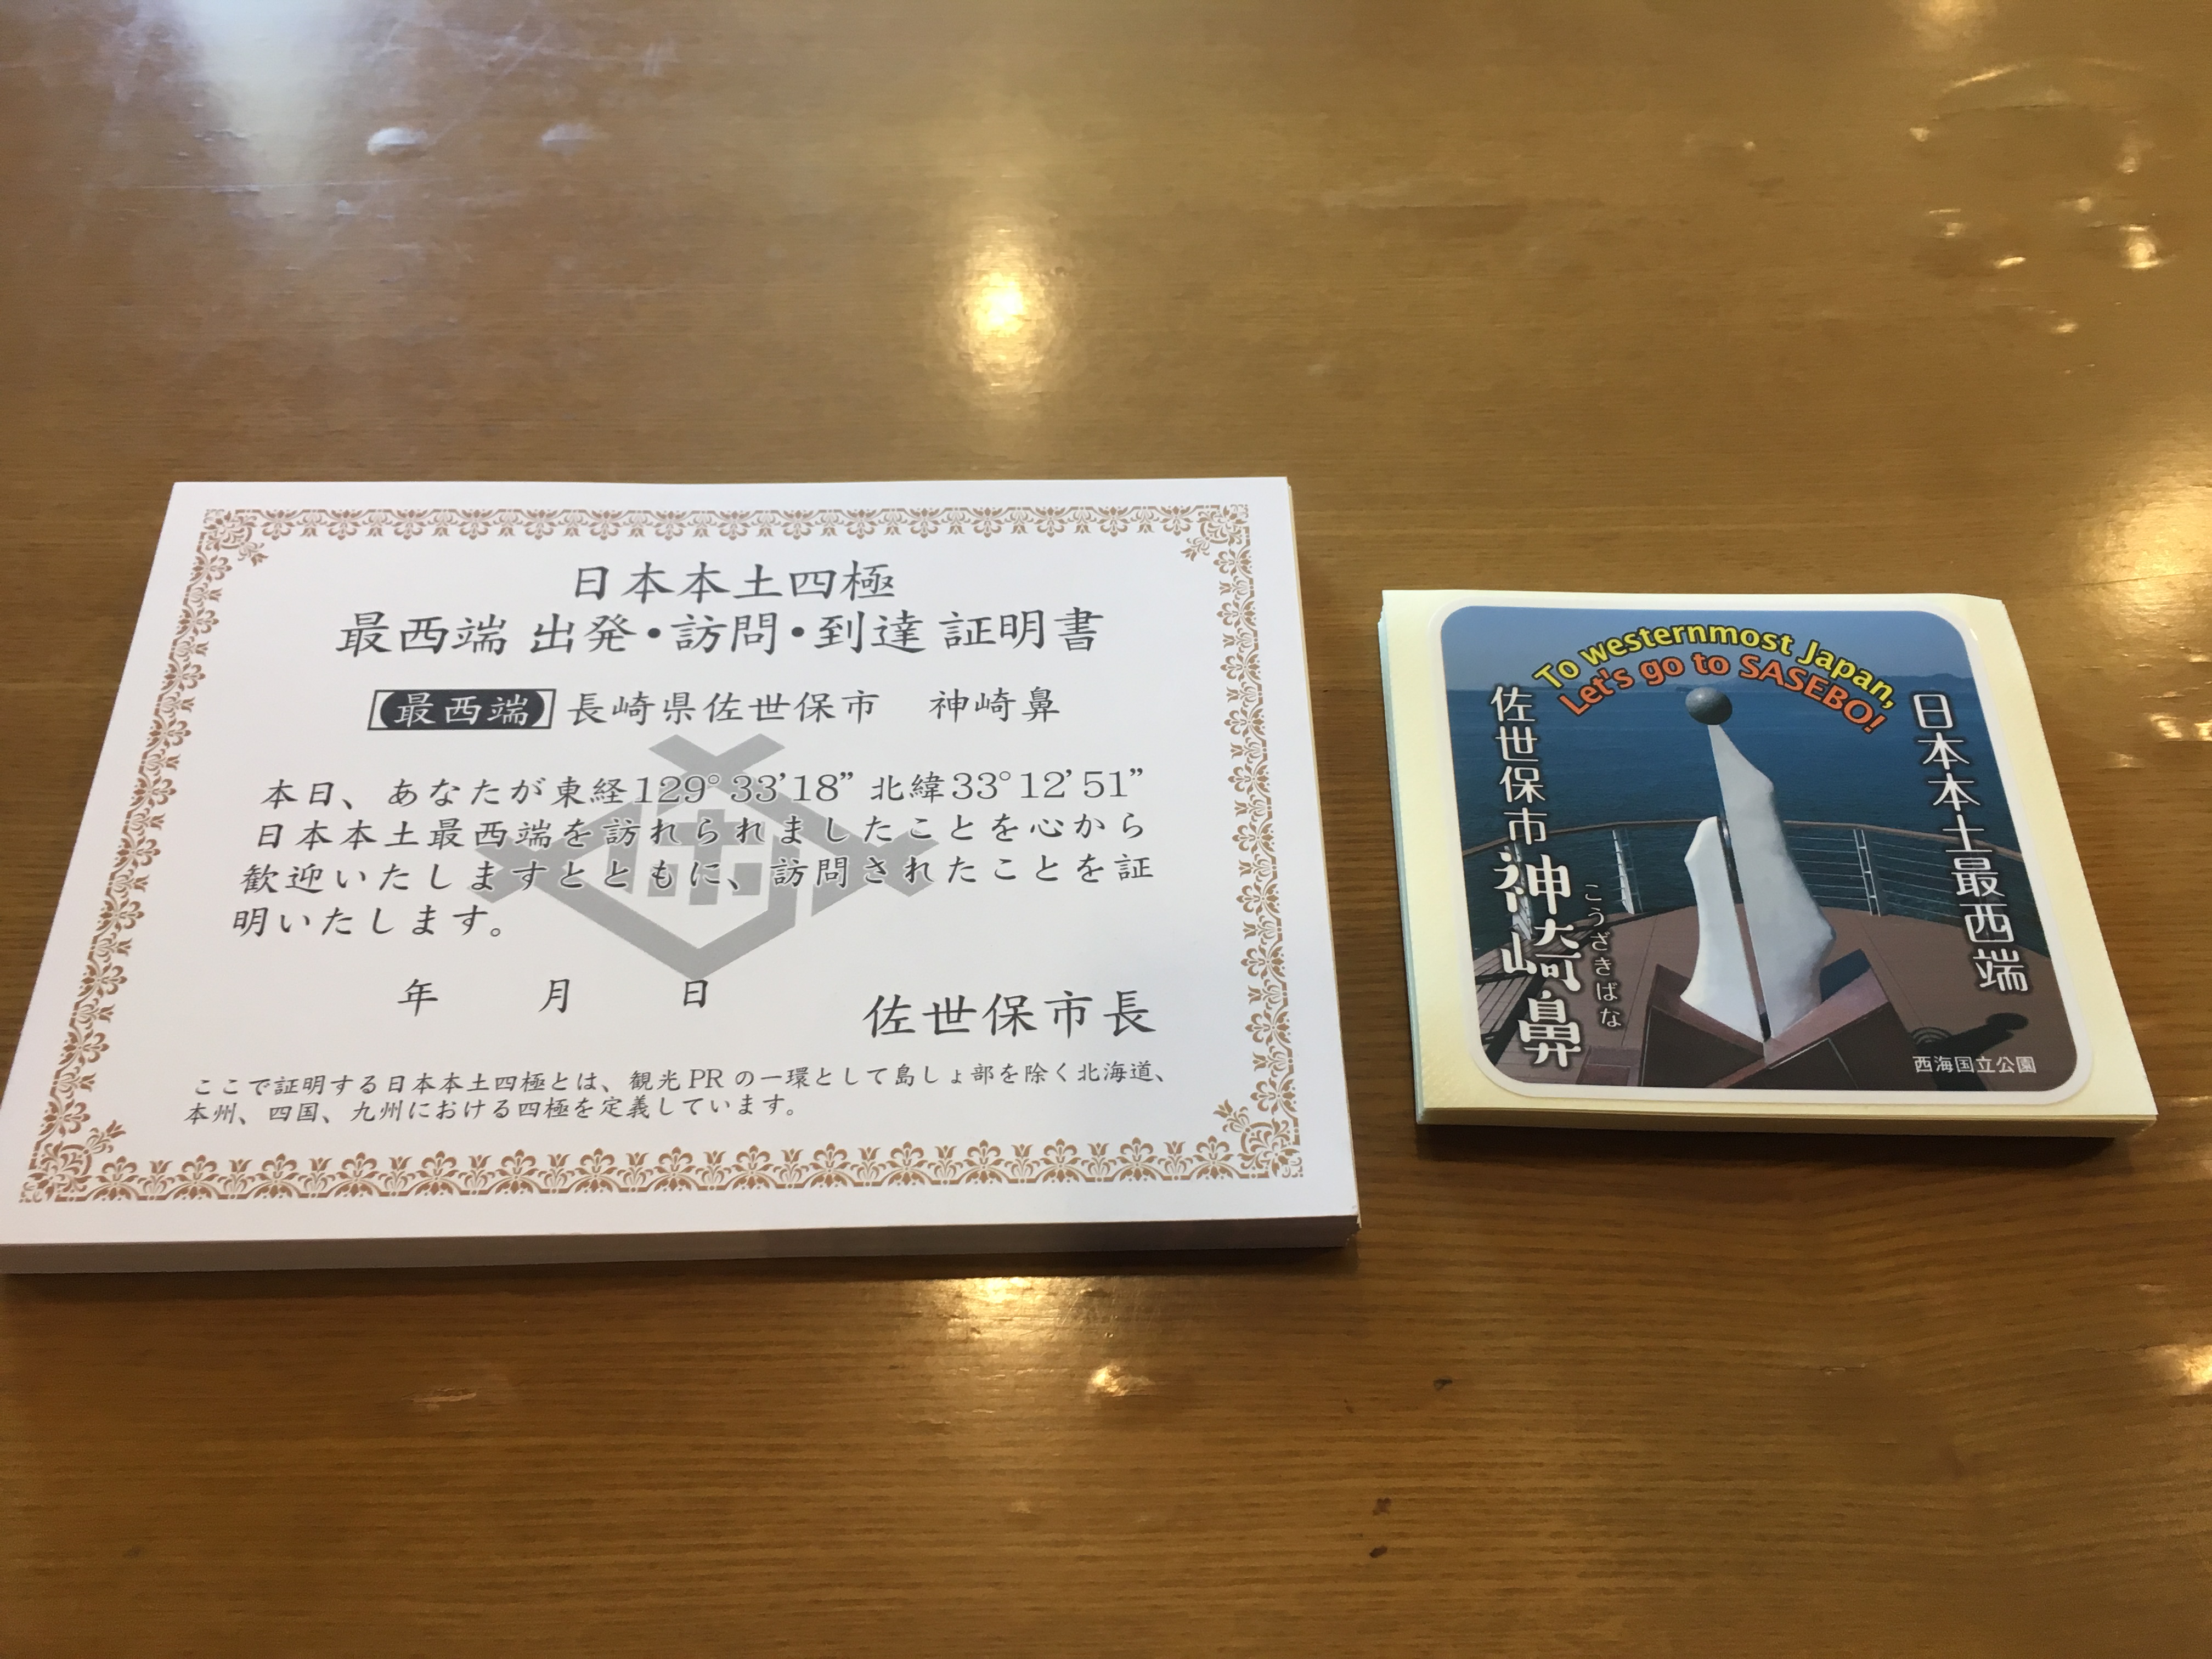 日本本土四極
最西端 出発・訪問・到達 証明書
【最西端】長崎県佐世保市　神崎鼻
本日、あなたが東経129°33’18” 北緯33°12’51”
日本本土最西端を訪れられましたことを心から
歓迎いたしますとともに、訪問されたことを証
明いたします。
年　　月　　日
佐世保市長
ここで証明する日本本土四極とは、観光PRの一環として島しょ部を除く北海道、
本州、四国、九州における四極を定義しています。
To westernmost Japan,
Let's go to SASEBO!
日本本土最西端
佐世保市 神崎鼻
こうざきばな
西海国立公園